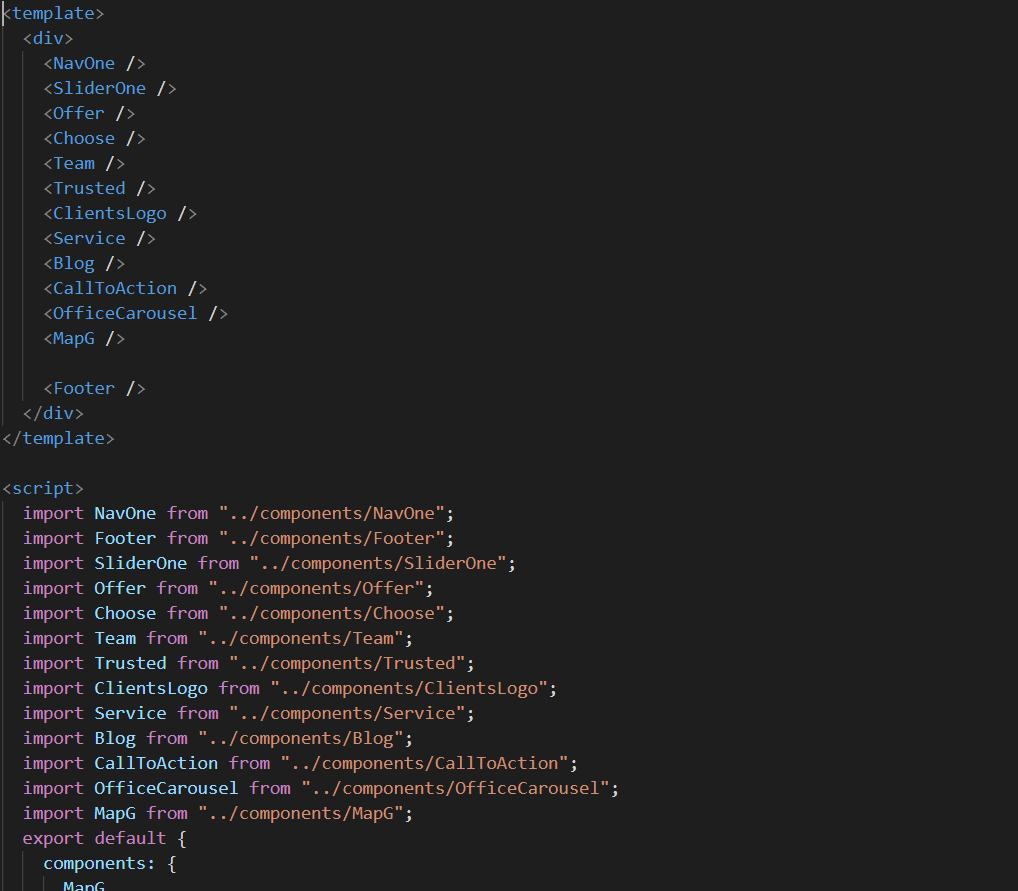 <template>
  <div>
    <NavOne />
    <SliderOne />
    <Offer />
    <Choose />
    <Team />
    <Trusted />
    <ClientsLogo />
    <Service />
    <Blog />
    <CallToAction />
    <OfficeCarousel />
    <MapG />

    <Footer />
  </div>
</template>

<script>
  import NavOne from "../components/NavOne";
  import Footer from "../components/Footer";
  import SliderOne from "../components/SliderOne";
  import Offer from "../components/Offer";
  import Choose from "../components/Choose";
  import Team from "../components/Team";
  import Trusted from "../components/Trusted";
  import ClientsLogo from "../components/ClientsLogo";
  import Service from "../components/Service";
  import Blog from "../components/Blog";
  import CallToAction from "../components/CallToAction";
  import OfficeCarousel from "../components/OfficeCarousel";
  import MapG from "../components/MapG";
  export default {
    components: {
      MapG